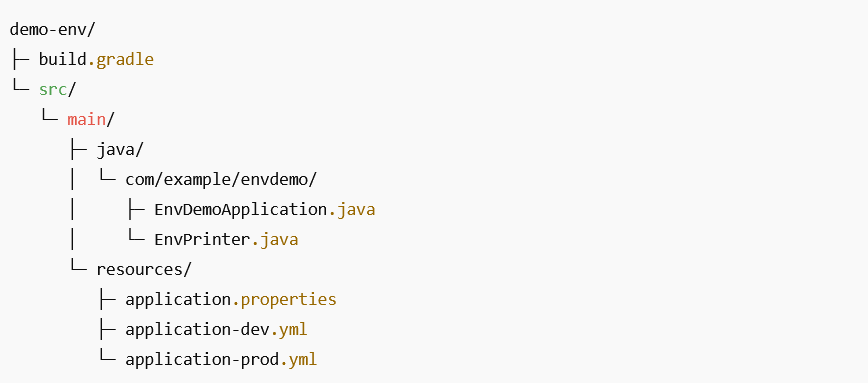 demo-env/
├─ build.gradle
└─ src/
   └─ main/
      ├─ java/
      │  └─ com/example/envdemo/
      │     ├─ EnvDemoApplication.java
      │     └─ EnvPrinter.java
      └─ resources/
         ├─ application.properties
         ├─ application-dev.yml
         └─ application-prod.yml